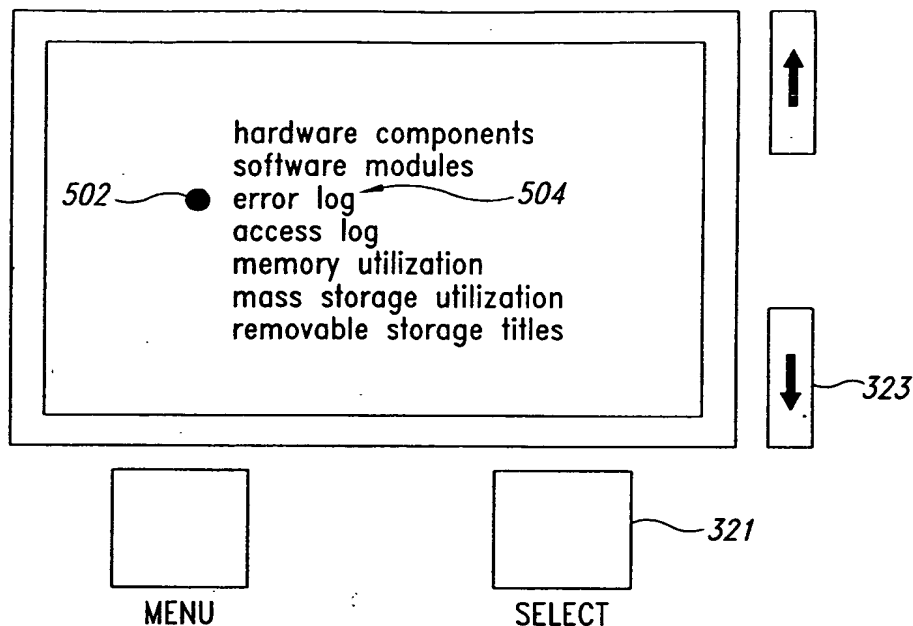 hardware components
software modules
502 error log 504
access log
memory utilization
mass storage utilization
removable storage titles
323
321
MENU SELECT